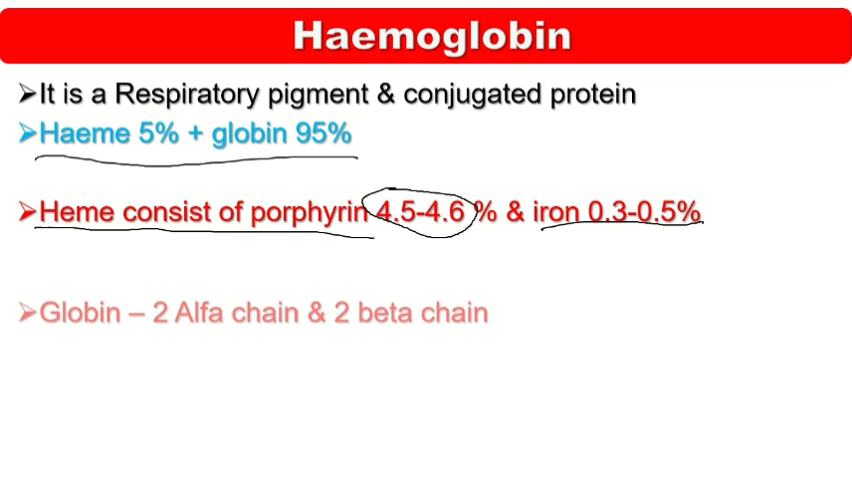 Haemoglobin
➤It is a Respiratory pigment & conjugated protein
➤Haeme 5% + globin 95%
➤Heme consist of porphyrin 4.5-4.6 % & iron 0.3-0.5%
➤Globin – 2 Alfa chain & 2 beta chain